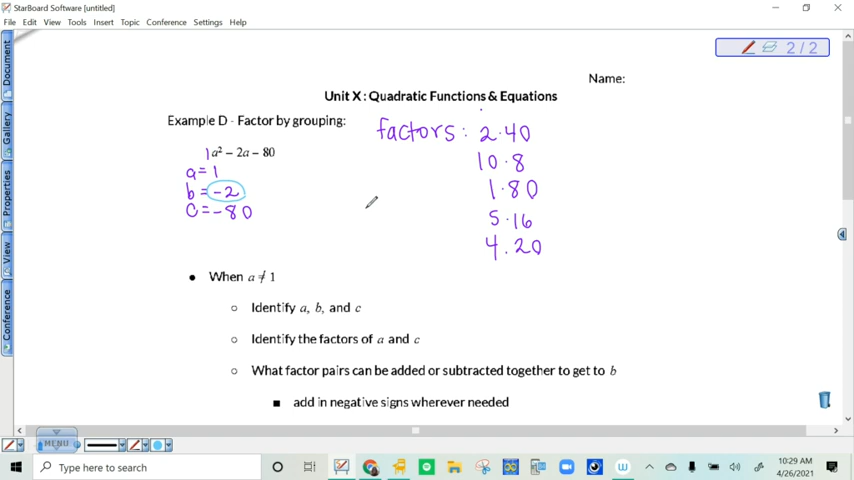 StarBoard Software [untitled]
File Edit View Tools Insert Topic Conference Settings Help
2 / 2
Document
Gallery
Properties
View
Conference
Name:
Unit X : Quadratic Functions & Equations
Example D - Factor by grouping:
factors: 2·40
1a² – 2a – 80
10·8
a=1
1·80
b=-2
c=-80
5·16
4.20
• When a ≠ 1
○ Identify a, b, and c
○ Identify the factors of a and c
○ What factor pairs can be added or subtracted together to get to b
■ add in negative signs wherever needed
MENU
Type here to search
10:29 AM
4/26/2021